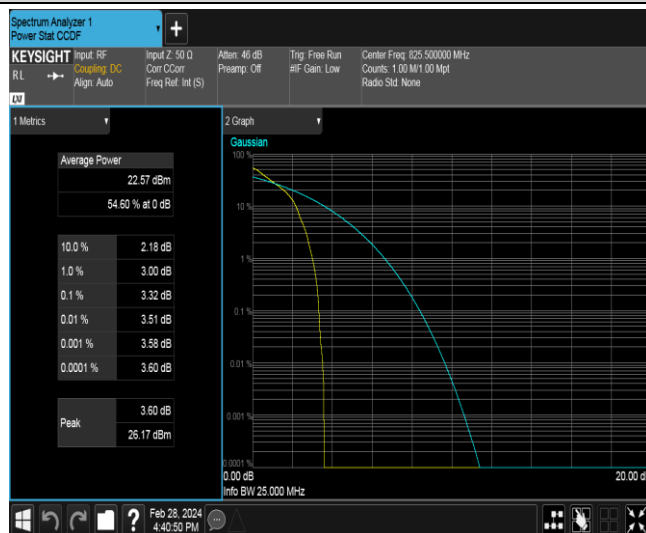 Spectrum Analyzer 1
Power Stat CCDF
+
KEYSIGHT
RL
LXI
Input: RF
Coupling: DC
Align: Auto
Input Z: 50 Ω
Corr CCorr
Freq Ref: Int (S)
Atten: 46 dB
Preamp: Off
Trig: Free Run
#IF Gain: Low
Center Freq: 825.500000 MHz
Counts: 1.00 M/1.00 Mpt
Radio Std: None
1 Metrics
Average Power
22.57 dBm
54.60 % at 0 dB
10.0 % 2.18 dB
1.0 % 3.00 dB
0.1 % 3.32 dB
0.01 % 3.51 dB
0.001 % 3.58 dB
0.0001 % 3.60 dB
Peak
3.60 dB
26.17 dBm
2 Graph
Gaussian
100 %
10 %
1 %
0.1 %
0.01 %
0.001 %
0.0001 %
0.00 dB
20.00 d
Info BW 25.000 MHz
?
Feb 28, 2024
4:40:50 PM